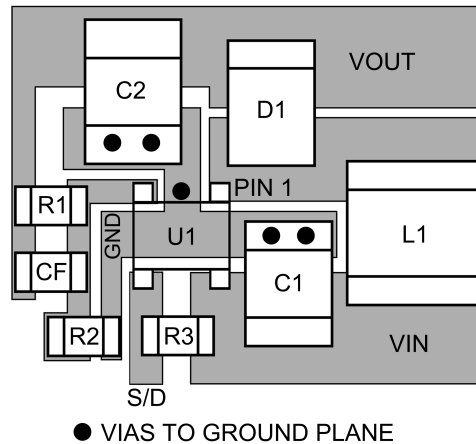 VOUT
C2
D1
PIN 1
R1
GND
U1
L1
CF
C1
R2
R3
VIN
S/D
VIAS TO GROUND PLANE